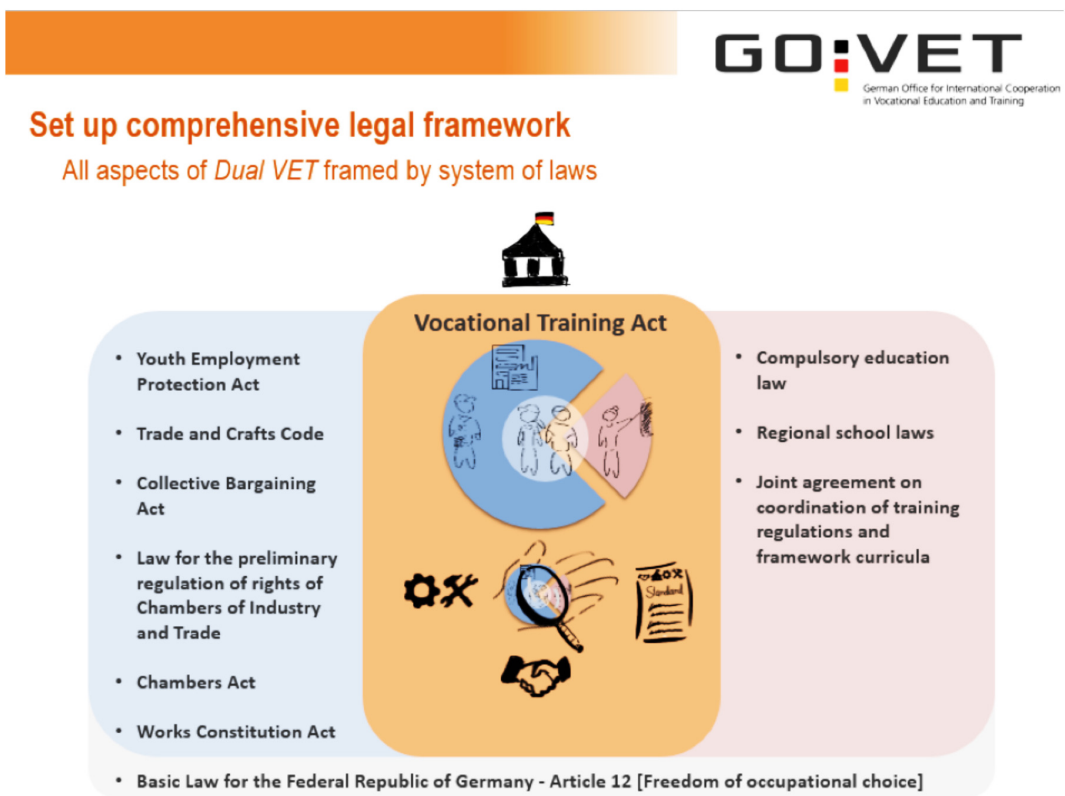 GO:VET
German Office for International Cooperation
in Vocational Education and Training
Set up comprehensive legal framework
All aspects of Dual VET framed by system of laws
Vocational Training Act
• Youth Employment
Protection Act
• Trade and Crafts Code
• Collective Bargaining
Act
• Law for the preliminary
regulation of rights of
Chambers of Industry
and Trade
• Chambers Act
• Works Constitution Act
Standard
• Compulsory education
law
• Regional school laws
• Joint agreement on
coordination of training
regulations and
framework curricula
• Basic Law for the Federal Republic of Germany - Article 12 [Freedom of occupational choice]